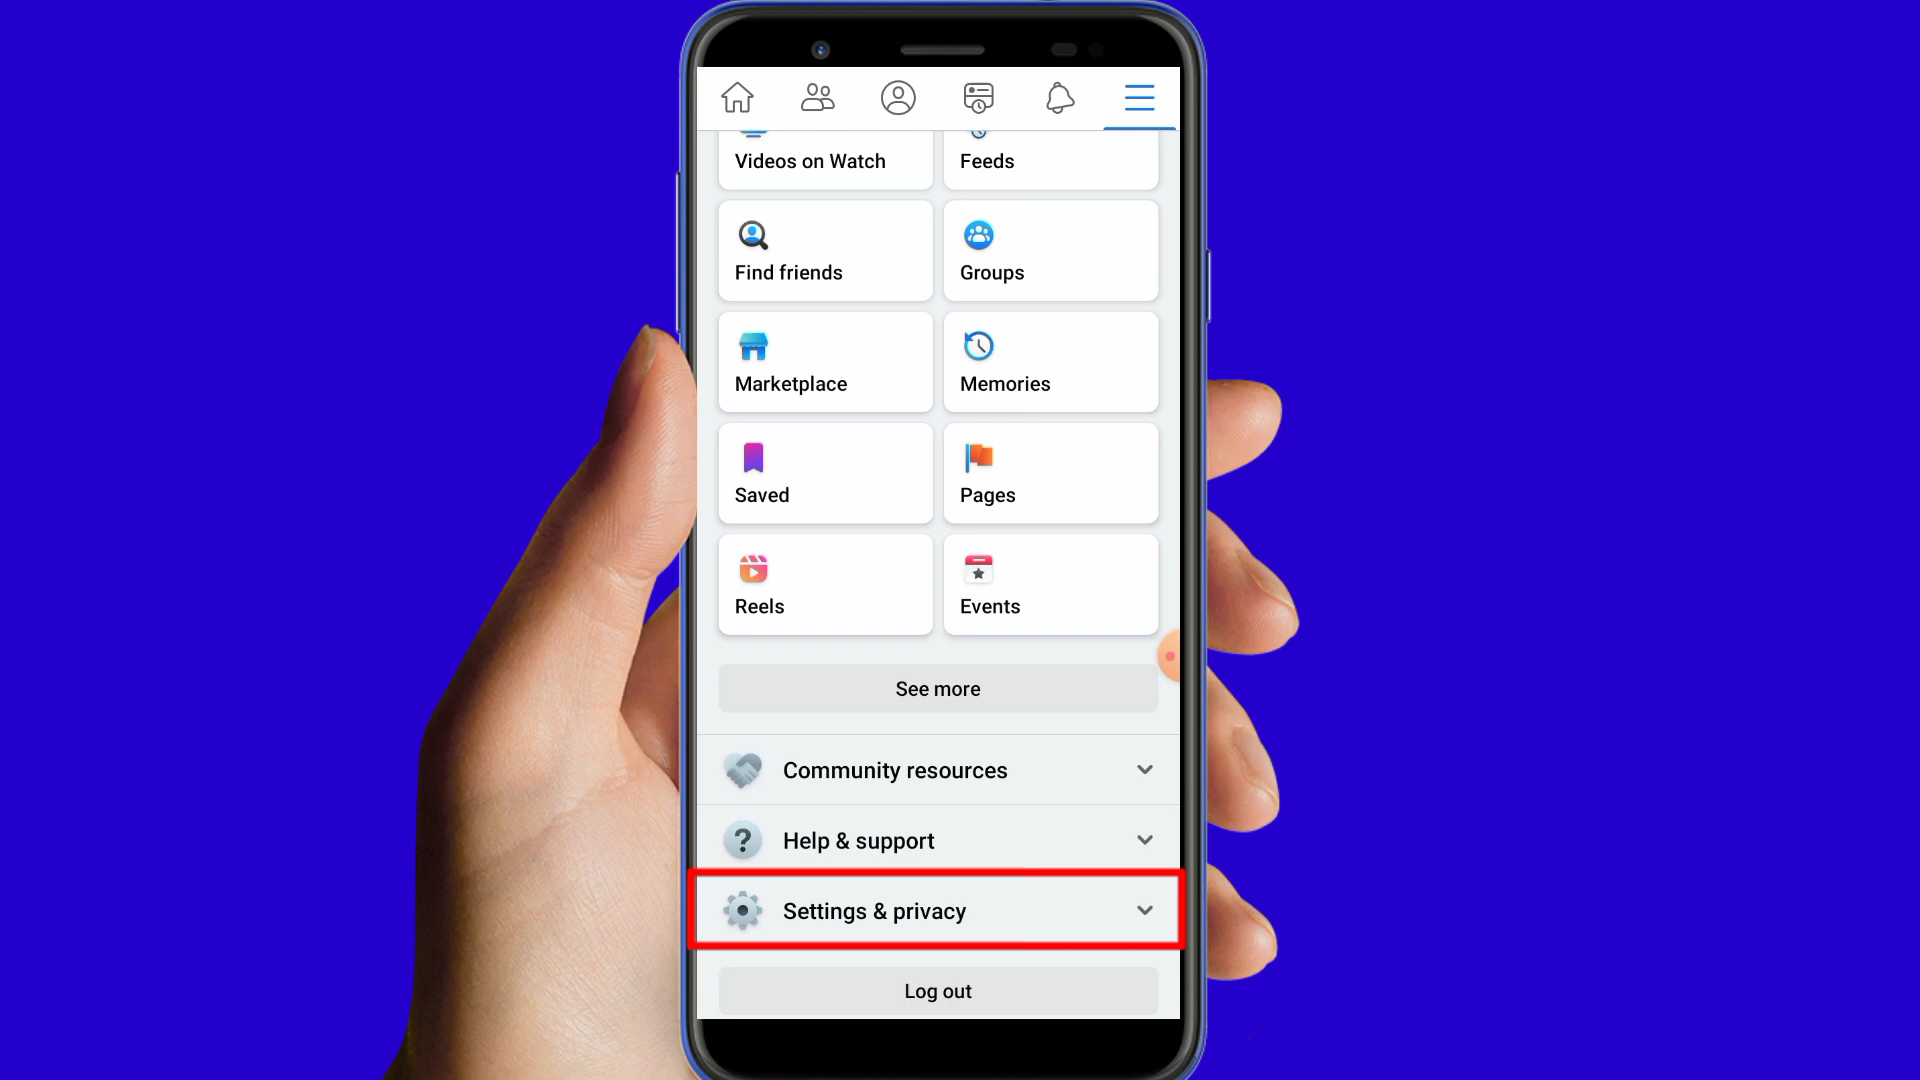 Videos on Watch
Feeds
Find friends
Groups
Marketplace
Memories
Saved
Pages
Reels
Events
See more
Community resources
Help & support
Settings & privacy
Log out